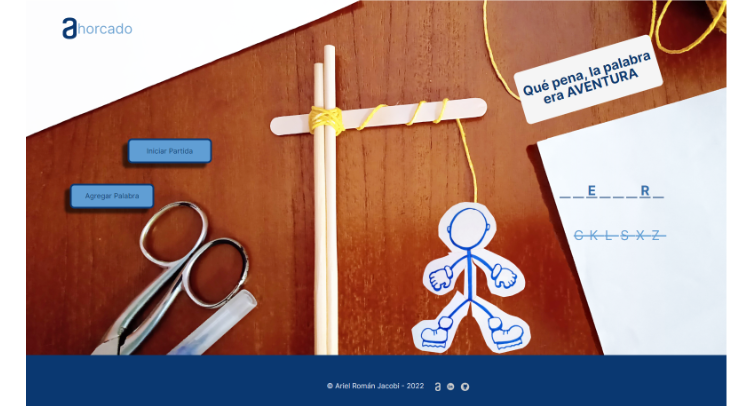 ahorcado
Qué pena, la palabra
era AVENTURA
Iniciar Partida
Agregar Palabra
_ _ E _ _ _ R _
C K L S X Z
© Ariel Román Jacobi - 2022